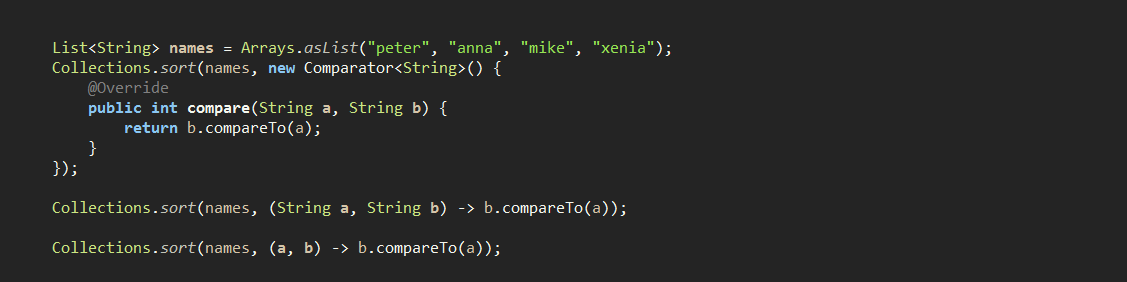 List<String> names = Arrays.asList("peter", "anna", "mike", "xenia");
Collections.sort(names, new Comparator<String>() {
    @Override
    public int compare(String a, String b) {
        return b.compareTo(a);
    }
});
Collections.sort(names, (String a, String b) -> b.compareTo(a));
Collections.sort(names, (a, b) -> b.compareTo(a));